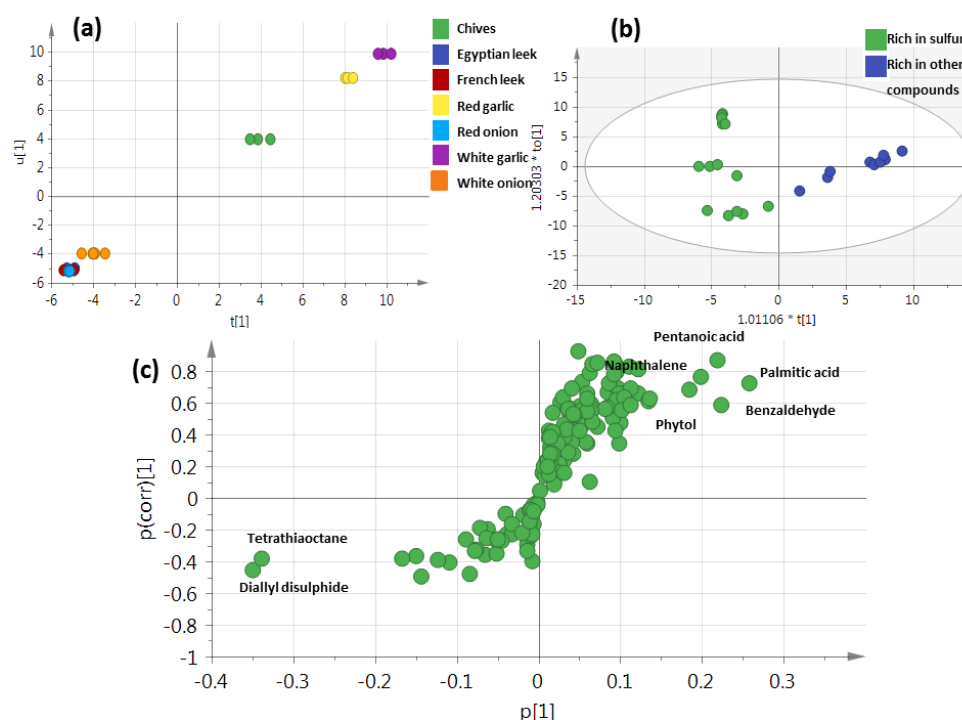 (a)
u[1]
10
8
6
4
2
0
-2
-4
-6
-6
-4
-2
0
2
4
6
8
10
t[1]
Chives
Egyptian leek
French leek
Red garlic
Red onion
White garlic
White onion
(b)
Rich in sulfur
Rich in other
compounds
1.20303 * to[1]
15
10
5
0
-5
-10
-15
-20
-15
-10
-5
0
5
10
1.01106 * t[1]
(c)
p(corr)[1]
0.8
0.6
0.4
0.2
0
-0.2
-0.4
-0.6
-0.8
-1
Pentanoic acid
Naphthalene
Palmitic acid
Benzaldehyde
Phytol
Tetrathiaoctane
Diallyl disulphide
-0.4
-0.3
-0.2
-0.1
0
0.1
0.2
0.3
p[1]